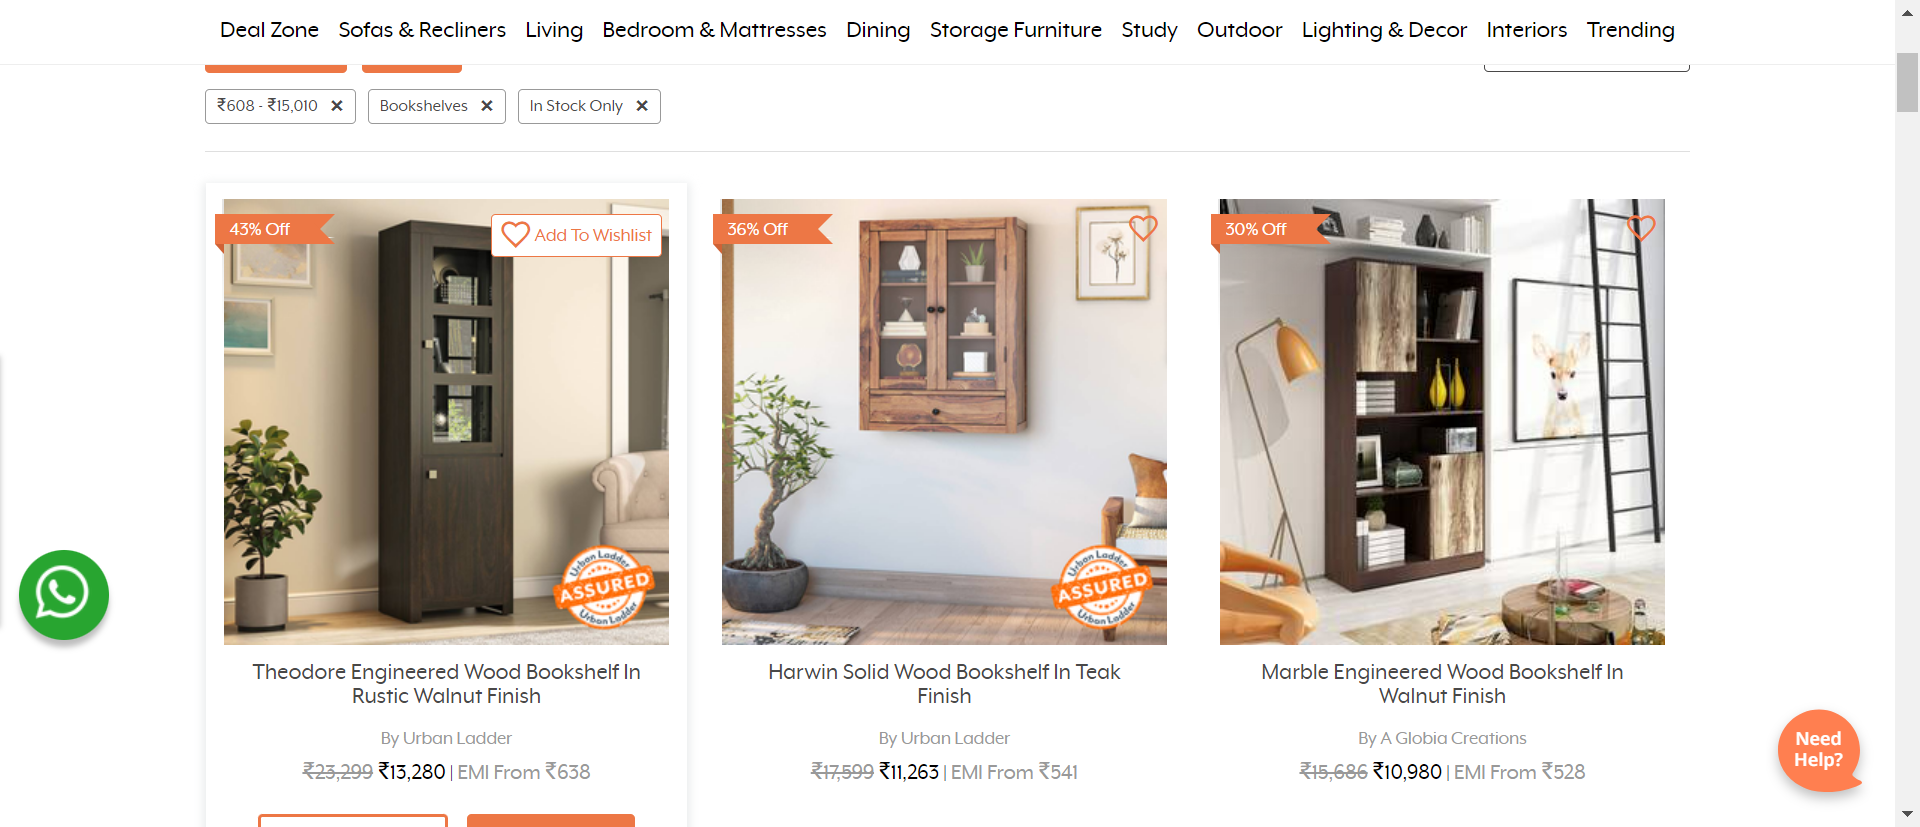 Deal Zone Sofas & Recliners Living Bedroom & Mattresses Dining Storage Furniture Study Outdoor Lighting & Decor Interiors Trending
₹608 - ₹15,010 × Bookshelves × In Stock Only ×
43% Off
Add To Wishlist
Urban Ladder
ASSURED
Urban Ladder
Theodore Engineered Wood Bookshelf In
Rustic Walnut Finish
By Urban Ladder
₹23,299 ₹13,280 | EMI From ₹638
36% Off
Urban Ladder
ASSURED
Urban Ladder
Harwin Solid Wood Bookshelf In Teak
Finish
By Urban Ladder
₹17,599 ₹11,263 | EMI From ₹541
30% Off
Marble Engineered Wood Bookshelf In
Walnut Finish
By A Globia Creations
₹15,686 ₹10,980 | EMI From ₹528
Need
Help?